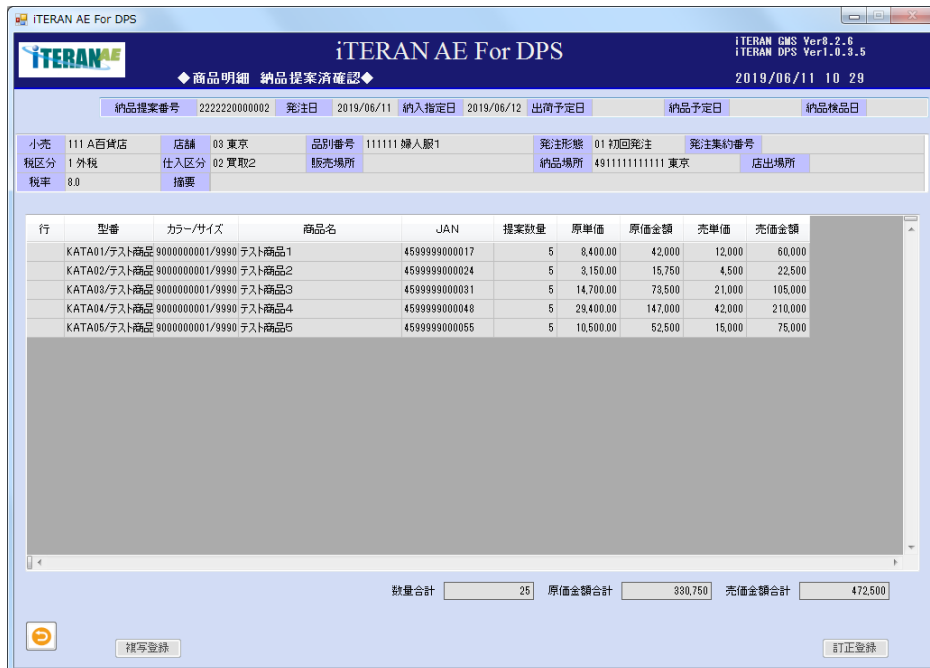 iTERAN AE For DPS
iTERAN AE
iTERAN AE For DPS
iTERAN GMS Ver8.2.6
iTERAN DPS Ver1.0.3.5
◆商品明細 納品提案済確認◆
2019/06/11 10 29
納品提案番号 2222220000002 発注日 2019/06/11 納入指定日 2019/06/12 出荷予定日 納品予定日 納品検品日
小売 111 A百貨店 店舗 03 東京 品別番号 111111 婦人服1 発注形態 01 初回発注 発注集約番号
税区分 1 外税 仕入区分 02 買取2 販売場所 納品場所 4911111111111 東京 店出場所
税率 8.0 摘要
行 型番 カラー/サイズ 商品名 JAN 提案数量 原単価 原価金額 売単価 売価金額
KATA01/テスト商品 9000000001/9990 テスト商品1 4599999000017 5 8,400.00 42,000 12,000 60,000
KATA02/テスト商品 9000000001/9990 テスト商品2 4599999000024 5 3,150.00 15,750 4,500 22,500
KATA03/テスト商品 9000000001/9990 テスト商品3 4599999000031 5 14,700.00 73,500 21,000 105,000
KATA04/テスト商品 9000000001/9990 テスト商品4 4599999000048 5 29,400.00 147,000 42,000 210,000
KATA05/テスト商品 9000000001/9990 テスト商品5 4599999000055 5 10,500.00 52,500 15,000 75,000
数量合計 25 原価金額合計 330,750 売価金額合計 472,500
複写登録 訂正登録